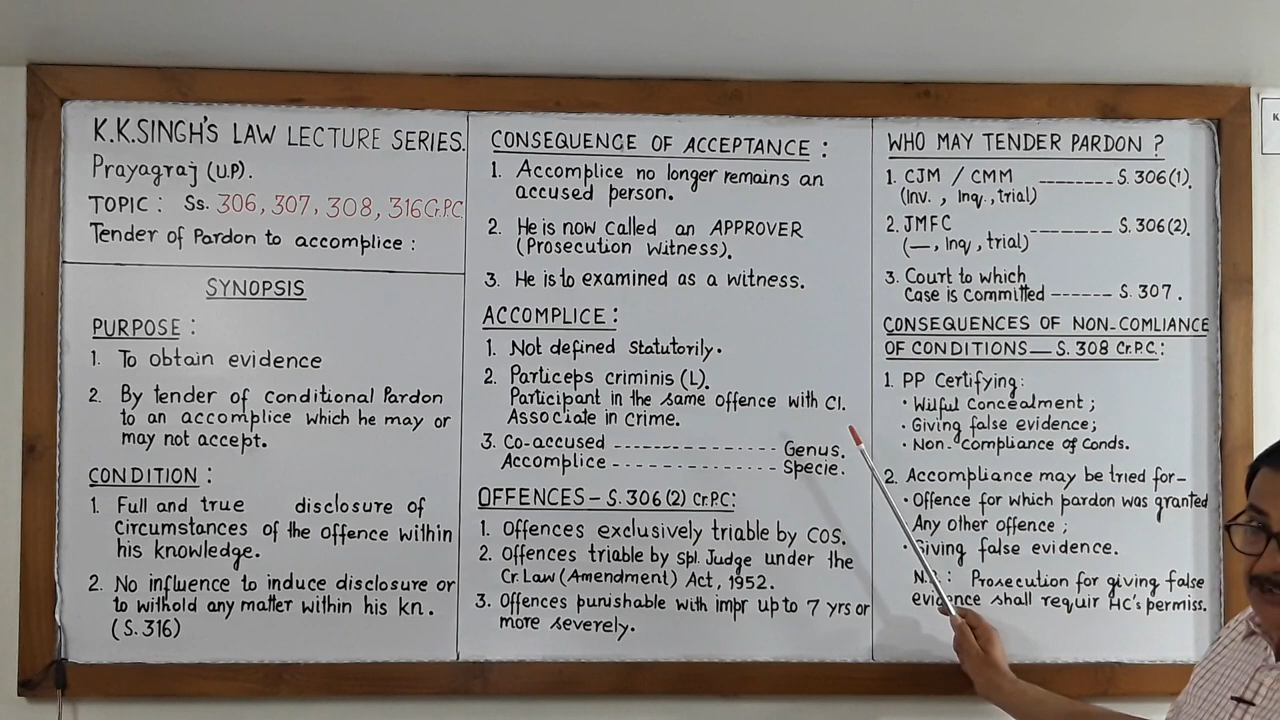 K.K.SINGH'S LAW LECTURE SERIES.
Prayagraj (U.P).
TOPIC : Ss. 306, 307, 308, 316 Cr.P.C.
Tender of Pardon to accomplice :
SYNOPSIS
PURPOSE :
1. To obtain evidence
2. By tender of conditional Pardon
to an accomplice which he may or
may not accept.
CONDITION :
1. Full and true disclosure of
circumstances of the offence within
his knowledge.
2. No influence to induce disclosure or
to withold any matter within his kn.
(S.316)
CONSEQUENCE OF ACCEPTANCE :
1. Accomplice no longer remains an
accused person.
2. He is now called an APPROVER
(Prosecution Witness).
3. He is to examined as a witness.
ACCOMPLICE :
1. Not defined statutorily.
2. Particeps criminis (L).
Participant in the same offence with C1.
Associate in crime.
3. Co-accused --------------- Genus.
Accomplice --------------- Specie.
OFFENCES – S.306(2) Cr.P.C:
1. Offences exclusively triable by COS.
2. Offences triable by Spl. Judge under the
Cr. Law (Amendment) Act, 1952.
3. Offences punishable with impr up to 7 yrs or
more severely.
WHO MAY TENDER PARDON ?
1. CJM / CMM -------- S.306(1).
(Inv. , Inq., trial)
2. JMFC -------- S.306(2).
(—, Inq , trial)
3. Court to which
Case is committed ------ S. 307 .
CONSEQUENCES OF NON-COMLIANCE
OF CONDITIONS — S. 308 Cr.P.C.:
1. PP Certifying:
• Wilful Concealment ;
• Giving false evidence;
• Non-compliance of Conds.
2. Accompliance may be tried for-
• Offence for which pardon was granted
Any other offence ;
• Giving false evidence.
: Prosecution for giving false
evidence shall requir HC's permiss.
K